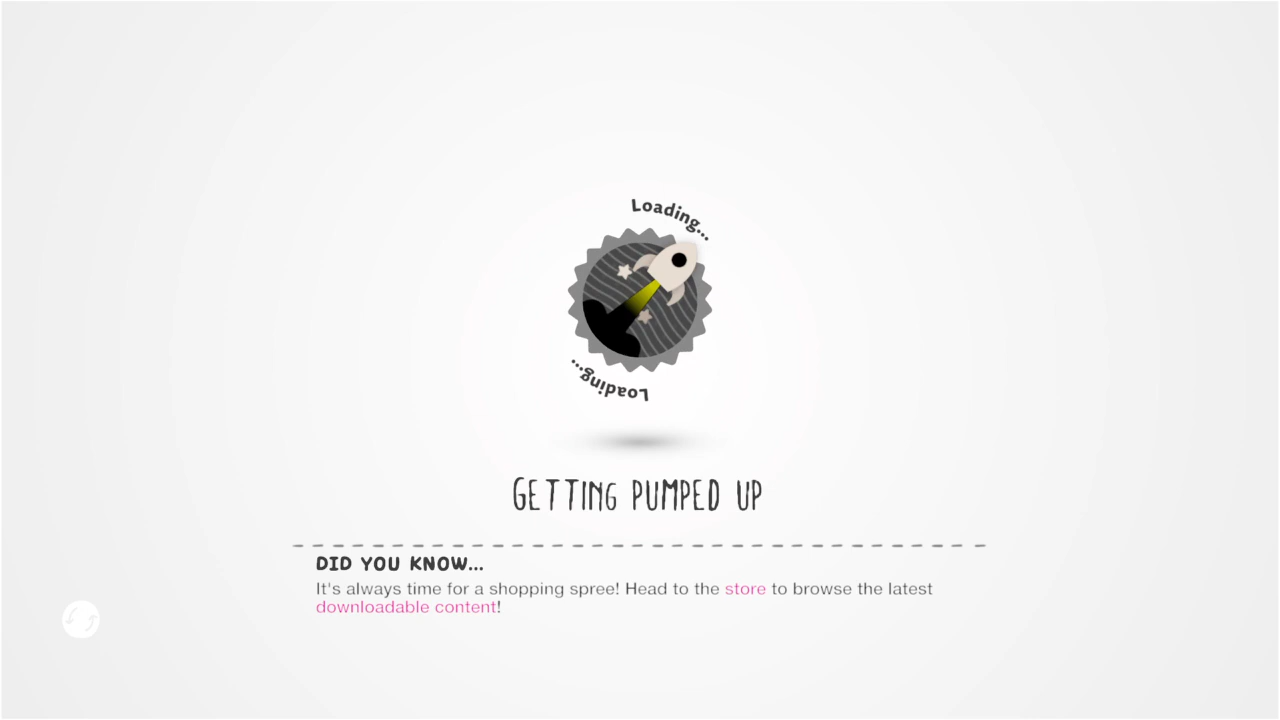 Loading...
Loading...
GETTING PUMPED UP
DID YOU KNOW...
It's always time for a shopping spree! Head to the store to browse the latest
downloadable content!